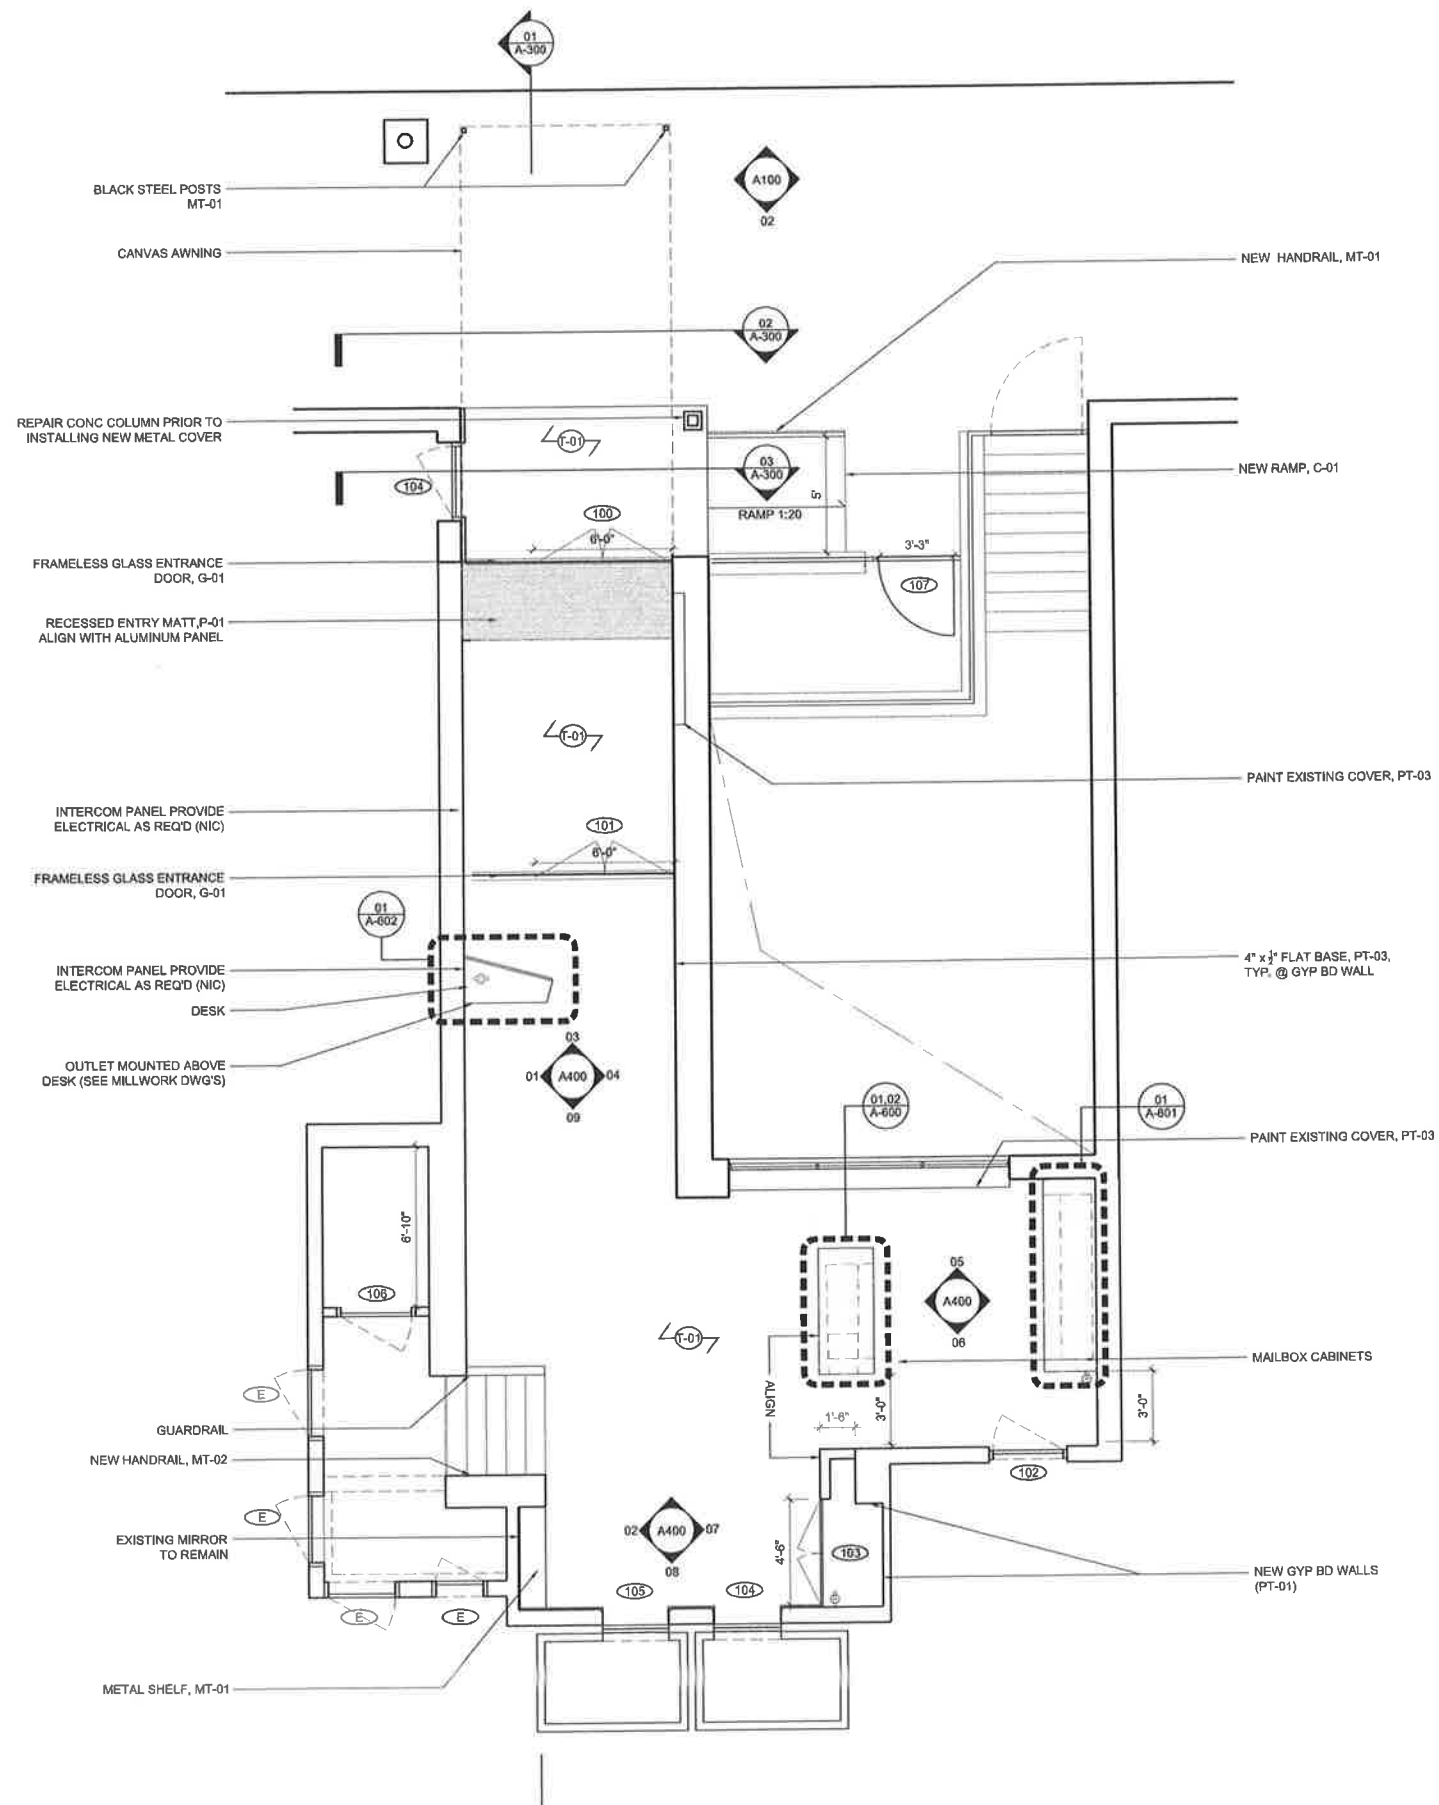 01
A-300
BLACK STEEL POSTS
MT-01
A100
02
CANVAS AWNING
NEW HANDRAIL, MT-01
02
A-300
REPAIR CONC COLUMN PRIOR TO
INSTALLING NEW METAL COVER
T-01
03
A-300
NEW RAMP, C-01
104
5'
100
RAMP 1:20
6'-0"
3'-3"
FRAMELESS GLASS ENTRANCE
DOOR, G-01
107
RECESSED ENTRY MATT,P-01
ALIGN WITH ALUMINUM PANEL
T-01
PAINT EXISTING COVER, PT-03
INTERCOM PANEL PROVIDE
ELECTRICAL AS REQ'D (NIC)
101
6'-0"
FRAMELESS GLASS ENTRANCE
DOOR, G-01
01
A-602
4" x ½" FLAT BASE, PT-03,
TYP. @ GYP BD WALL
INTERCOM PANEL PROVIDE
ELECTRICAL AS REQ'D (NIC)
DESK
OUTLET MOUNTED ABOVE
DESK (SEE MILLWORK DWG'S)
03
01 A400 04
09
01,02
A-600
01
A-601
PAINT EXISTING COVER, PT-03
6'-10"
106
05
A400
06
T-01
MAILBOX CABINETS
E
ALIGN
1'-6"
3'-0"
3'-0"
GUARDRAIL
NEW HANDRAIL, MT-02
102
E
EXISTING MIRROR
TO REMAIN
02 A400 07
08
4'-6"
103
NEW GYP BD WALLS
(PT-01)
105
104
E
E
METAL SHELF, MT-01